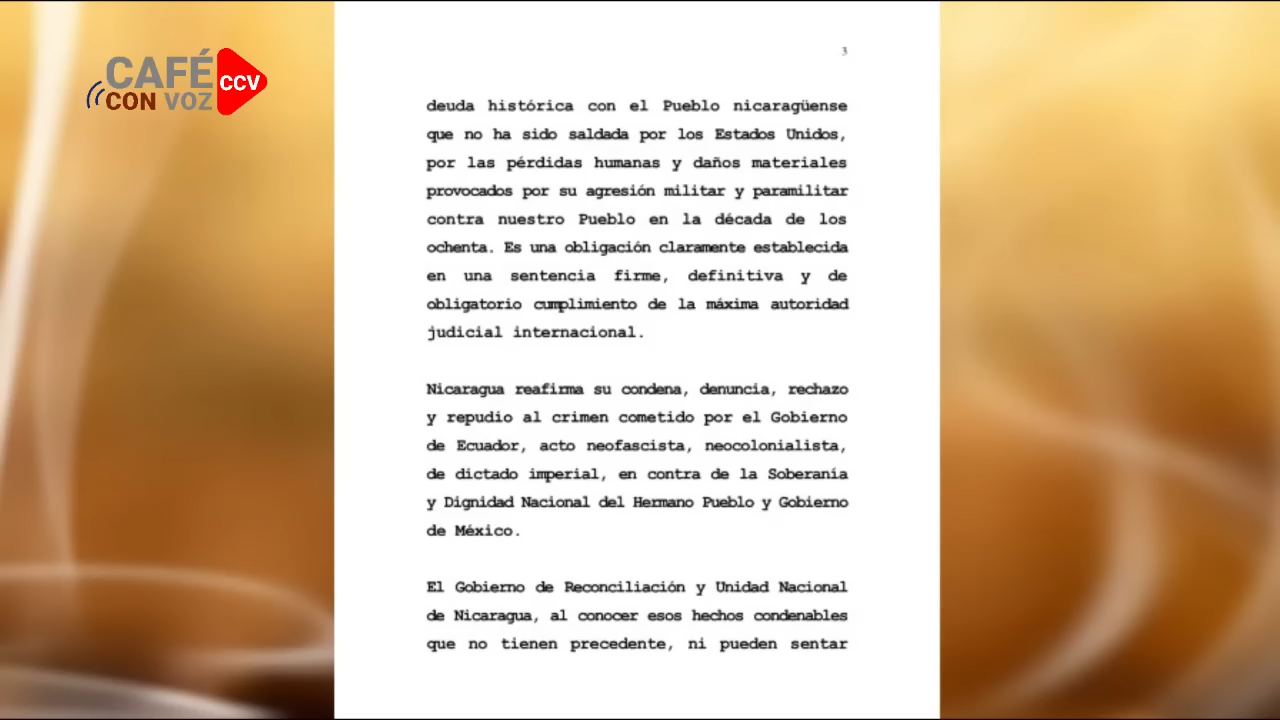 CAFÉ
CON VOZ
CCV
3
deuda histórica con el Pueblo nicaragüense
que no ha sido saldada por los Estados Unidos,
por las pérdidas humanas y daños materiales
provocados por su agresión militar y paramilitar
contra nuestro Pueblo en la década de los
ochenta. Es una obligación claramente establecida
en una sentencia firme, definitiva y de
obligatorio cumplimiento de la máxima autoridad
judicial internacional.
Nicaragua reafirma su condena, denuncia, rechazo
y repudio al crimen cometido por el Gobierno
de Ecuador, acto neofascista, neocolonialista,
de dictado imperial, en contra de la Soberanía
y Dignidad Nacional del Hermano Pueblo y Gobierno
de México.
El Gobierno de Reconciliación y Unidad Nacional
de Nicaragua, al conocer esos hechos condenables
que no tienen precedente, ni pueden sentar